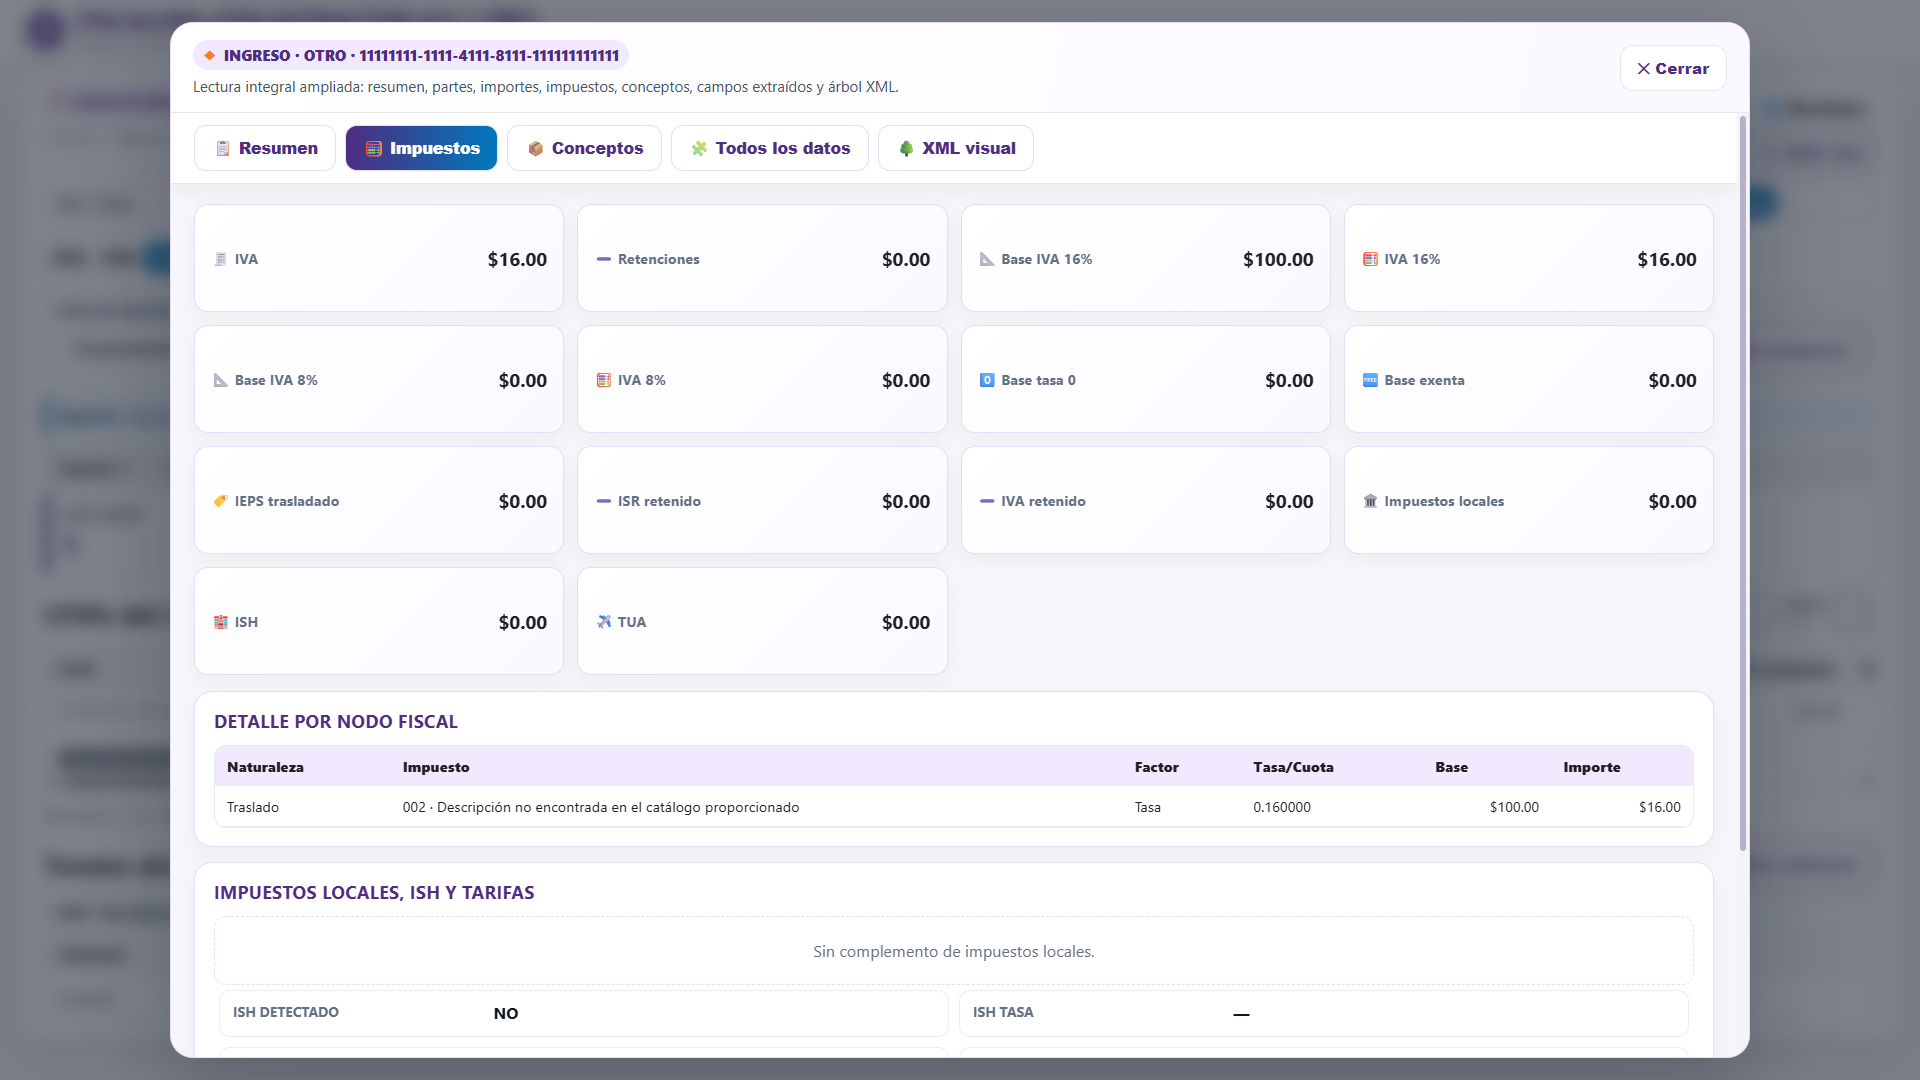 INGRESO · OTRO · 11111111-1111-4111-8111-111111111111
Lectura integral ampliada: resumen, partes, importes, impuestos, conceptos, campos extraídos y árbol XML.
Cerrar
Resumen
Impuestos
Conceptos
Todos los datos
XML visual
IVA $16.00
Retenciones $0.00
Base IVA 16% $100.00
IVA 16% $16.00
Base IVA 8% $0.00
IVA 8% $0.00
Base tasa 0 $0.00
Base exenta $0.00
IEPS trasladado $0.00
ISR retenido $0.00
IVA retenido $0.00
Impuestos locales $0.00
ISH $0.00
TUA $0.00
DETALLE POR NODO FISCAL
Naturaleza Impuesto Factor Tasa/Cuota Base Importe
Traslado 002 · Descripción no encontrada en el catálogo proporcionado Tasa 0.160000 $100.00 $16.00
IMPUESTOS LOCALES, ISH Y TARIFAS
Sin complemento de impuestos locales.
ISH DETECTADO NO
ISH TASA —